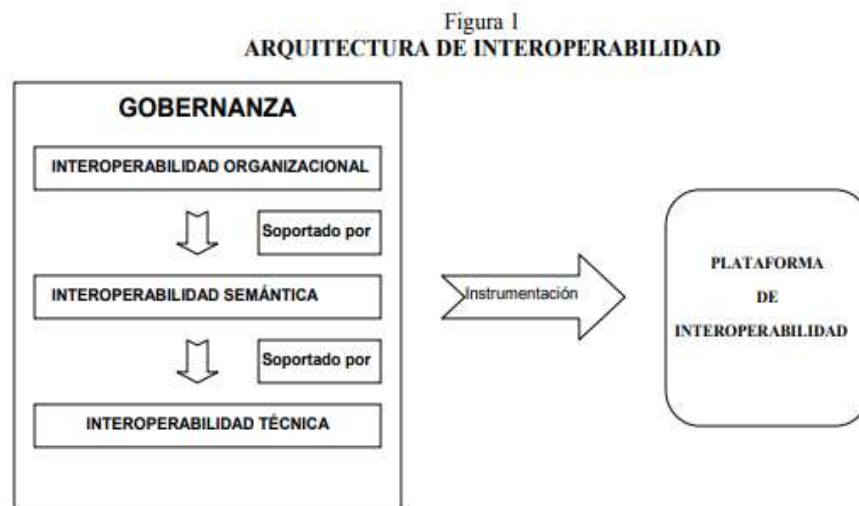 Figura 1
ARQUITECTURA DE INTEROPERABILIDAD
GOBERNANZA
INTEROPERABILIDAD ORGANIZACIONAL
Soportado por
INTEROPERABILIDAD SEMÁNTICA
Soportado por
INTEROPERABILIDAD TÉCNICA
Instrumentación
PLATAFORMA
DE
INTEROPERABILIDAD